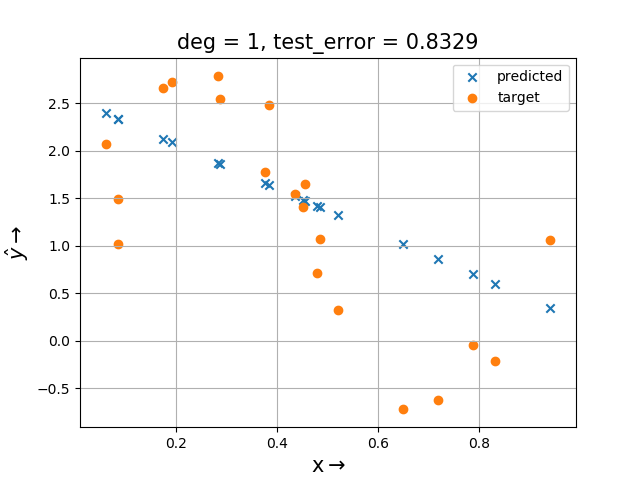 deg = 1, test_error = 0.8329
predicted
target
2.5
2.0
1.5
1.0
0.5
0.0
−0.5
ŷ→
0.2 0.4 0.6 0.8
x→